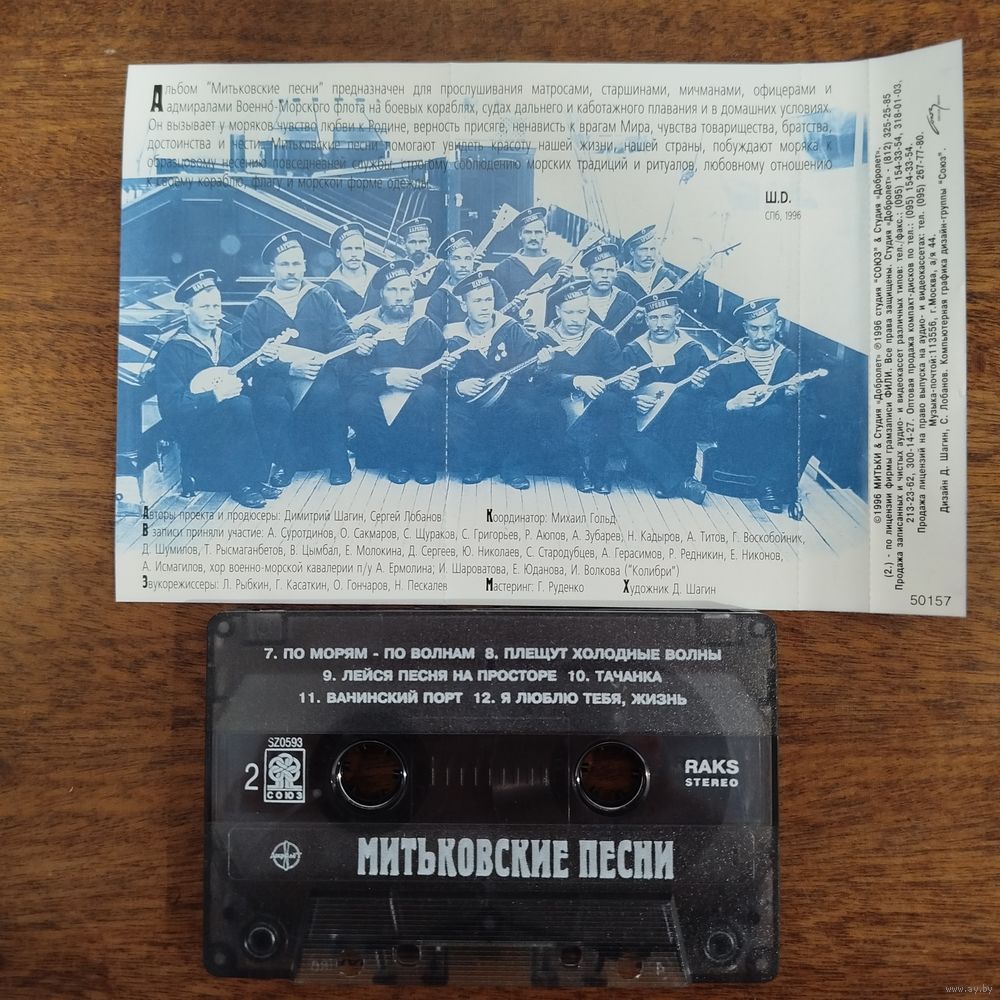 Альбом "Митьковские песни" предназначен для прослушивания матросами, старшинами, мичманами, офицерами и
адмиралами Военно-Морского флота на боевых кораблях, судах дальнего и каботажного плавания и в домашних условиях.
Он вызывает у моряков чувство любви к Родине, верность присяге, ненависть к врагам Мира, чувства товарищества, братства,
достоинства и чести. Митьковские песни помогают увидеть красоту нашей жизни, нашей страны, побуждают моряка к
образцовому несению повседневной службы, строгому соблюдению морских традиций и ритуалов, любовному отношению
к своему кораблю, флагу и морской форме одежды.
Ш.D.
СПб, 1996
Авторы проекта и продюсеры: Димитрий Шагин, Сергей Лобанов Координатор: Михаил Гольд
В записи приняли участие: А. Суротдинов, О. Сакмаров, С. Щураков, С. Григорьев, Р. Аюпов, А. Зубарев, Н. Кадыров, А. Титов, Г. Воскобойник,
Д. Шумилов, Т. Рысмаганбетов, В. Цымбал, Е. Молокина, Д. Сергеев, Ю. Николаев, С. Стародубцев, А. Герасимов, Р. Редникин, Е. Никонов,
А. Исмагилов, хор военно-морской кавалерии п/у А. Ермолина; И. Шароватова, Е. Юданова, И. Волкова ("Колибри")
Звукорежиссеры: Л. Рыбкин, Г. Касаткин, О. Гончаров, Н. Пескалев Мастеринг: Г. Руденко Художник Д. Шагин
©1996 МИТЬКИ & Студия «Добролет» ℗1996 студия "СОЮЗ" & Студия «Добролет».
(2.) - по лицензии фирмы грамзаписи ФИЛИ. Все права защищены. Студия «Добролет» - (812) 325-25-85
Продажа записанных и чистых аудио- и видеокассет различных типов: тел./факс.: (095) 154-33-54, 318-01-03,
213-23-62, 300-14-27. Оптовая продажа компакт-дисков по тел.: (095) 154-33-54.
Продажа лицензий на право выпуска на аудио- и видеокассетах: тел. (095) 267-77-80.
Музыка-почтой:113556, г.Москва, а/я 44.
Дизайн Д. Шагин, С. Лобанов. Компьютерная графика дизайн-группы "Союз".
50157
7. ПО МОРЯМ - ПО ВОЛНАМ 8. ПЛЕЩУТ ХОЛОДНЫЕ ВОЛНЫ
9. ЛЕЙСЯ ПЕСНЯ НА ПРОСТОРЕ 10. ТАЧАНКА
11. ВАНИНСКИЙ ПОРТ 12. Я ЛЮБЛЮ ТЕБЯ, ЖИЗНЬ
SZ0593
2
СОЮЗ
RAKS
STEREO
МИТЬКОВСКИЕ ПЕСНИ
www.ay.by